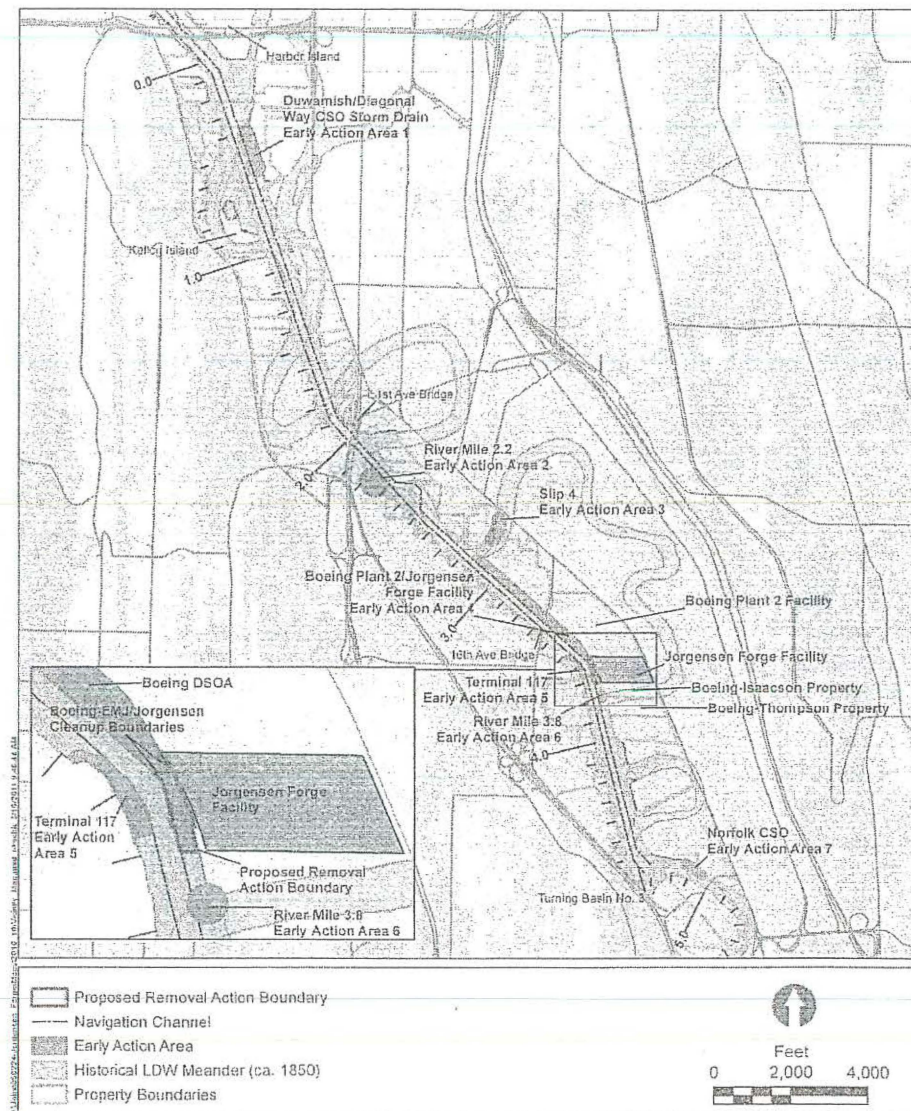 Harbor Island
0.0
Duwamish/Diagonal
Way CSO Storm Drain
Early Action Area 1
Kellog Island
1.0
1st Ave Bridge
2.0
River Mile 2.2
Early Action Area 2
Slip 4
Early Action Area 3
Boeing Plant 2/Jorgensen
Forge Facility
Early Action Area 4
3.0
Boeing Plant 2 Facility
16th Ave Bridge
Jorgensen Forge Facility
Terminal 117
Early Action Area 5
Boeing-Isaacson Property
Boeing-Thompson Property
River Mile 3.8
Early Action Area 6
4.0
Norfolk CSO
Early Action Area 7
Turning Basin No. 3
5.0
Boeing DSOA
Boeing-EMJ/Jorgensen
Cleanup Boundaries
Jorgensen Forge
Facility
Terminal 117
Early Action
Area 5
Proposed Removal
Action Boundary
River Mile 3.8
Early Action Area 6
Proposed Removal Action Boundary
Navigation Channel
Early Action Area
Historical LDW Meander (ca. 1850)
Property Boundaries
Feet
0 2,000 4,000